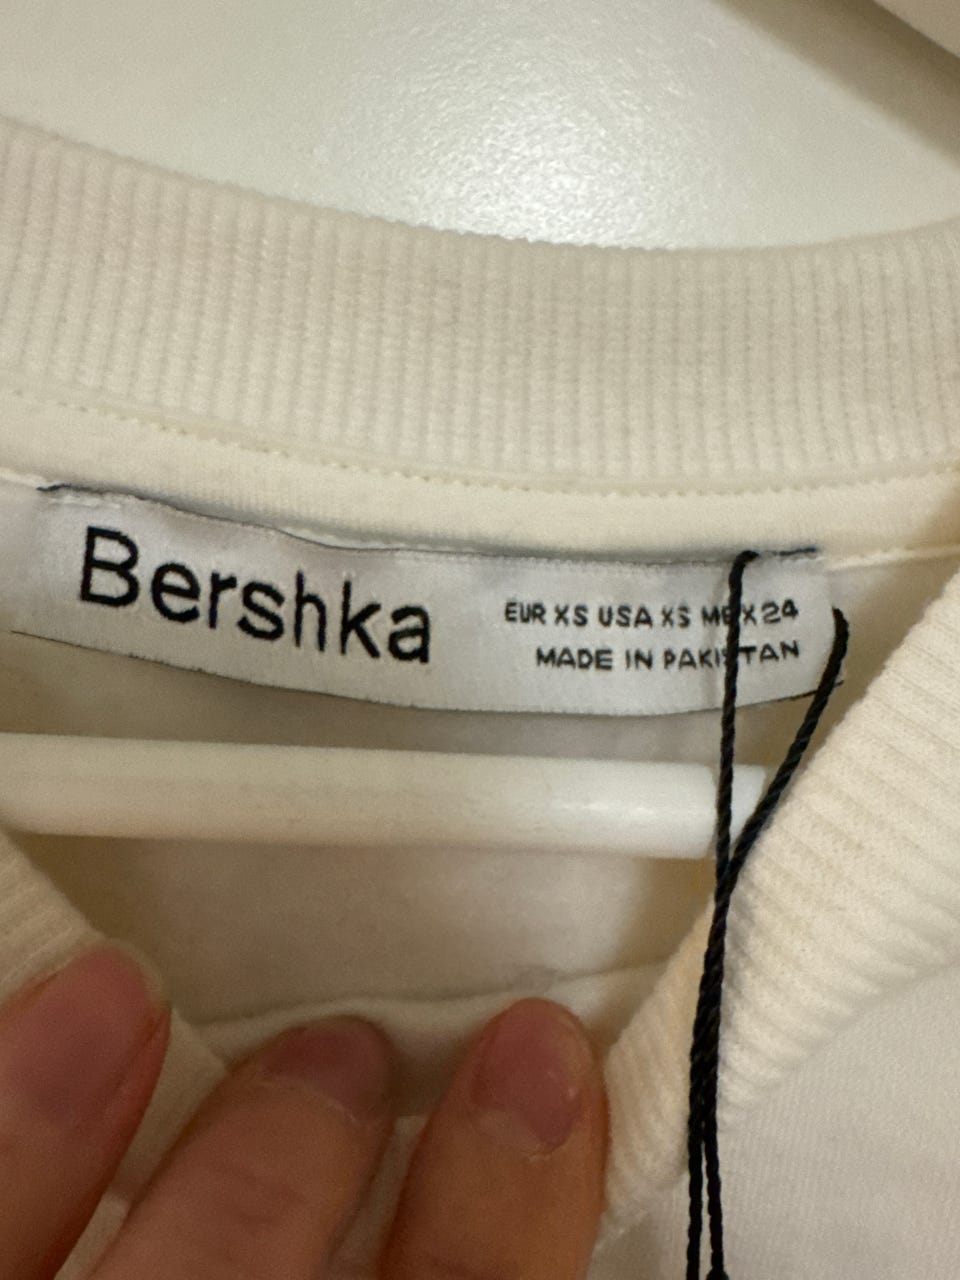 Bershka
EUR XS USA XS MEX 24
MADE IN PAKISTAN